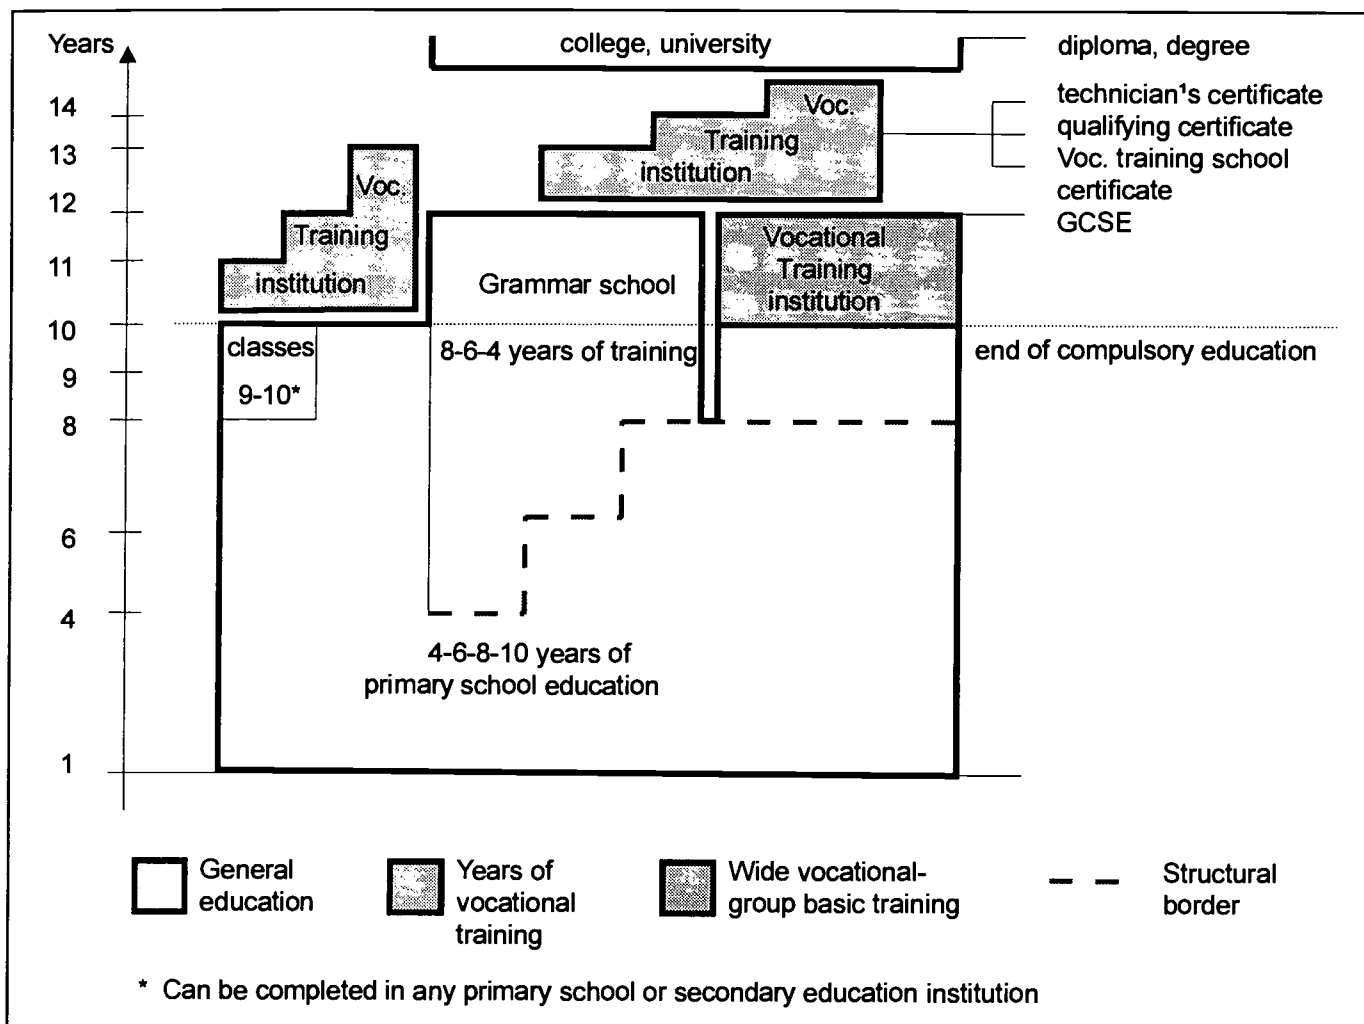 Years
college, university
diploma, degree
14
13
12
11
10
9
8
6
4
1
Voc.
Training
institution
technician's certificate
qualifying certificate
Voc. training school
certificate
GCSE
Voc.
Training
institution
Grammar school
Vocational
Training
institution
classes
9-10*
8-6-4 years of training
end of compulsory education
4-6-8-10 years of
primary school education
General
education
Years of
vocational
training
Wide vocational-
group basic training
Structural
border
* Can be completed in any primary school or secondary education institution